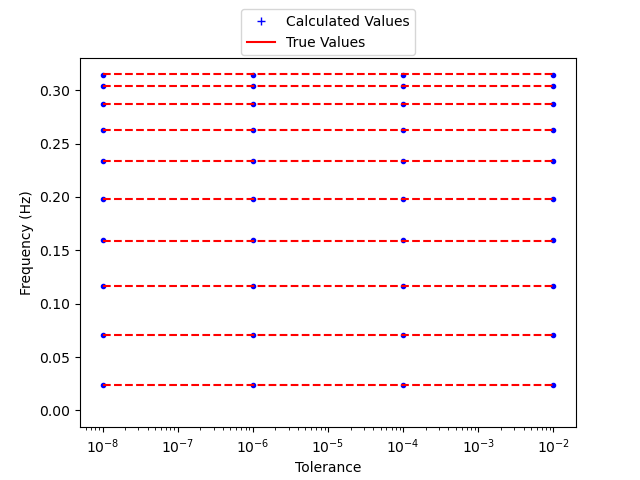 Calculated Values
True Values
0.30
0.25
0.20
0.15
0.10
0.05
0.00
Frequency (Hz)
10⁻⁸ 10⁻⁷ 10⁻⁶ 10⁻⁵ 10⁻⁴ 10⁻³ 10⁻²
Tolerance